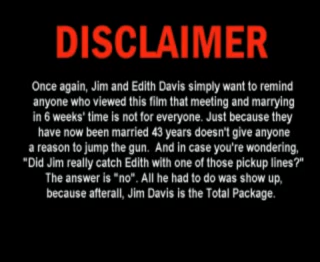 DISCLAIMER
Once again, Jim and Edith Davis simply want to remind
anyone who viewed this film that meeting and marrying
in 6 weeks' time is not for everyone. Just because they
have now been married 43 years doesn't give anyone
a reason to jump the gun. And in case you're wondering,
"Did Jim really catch Edith with one of those pickup lines?"
The answer is "no". All he had to do was show up,
because afterall, Jim Davis is the Total Package.